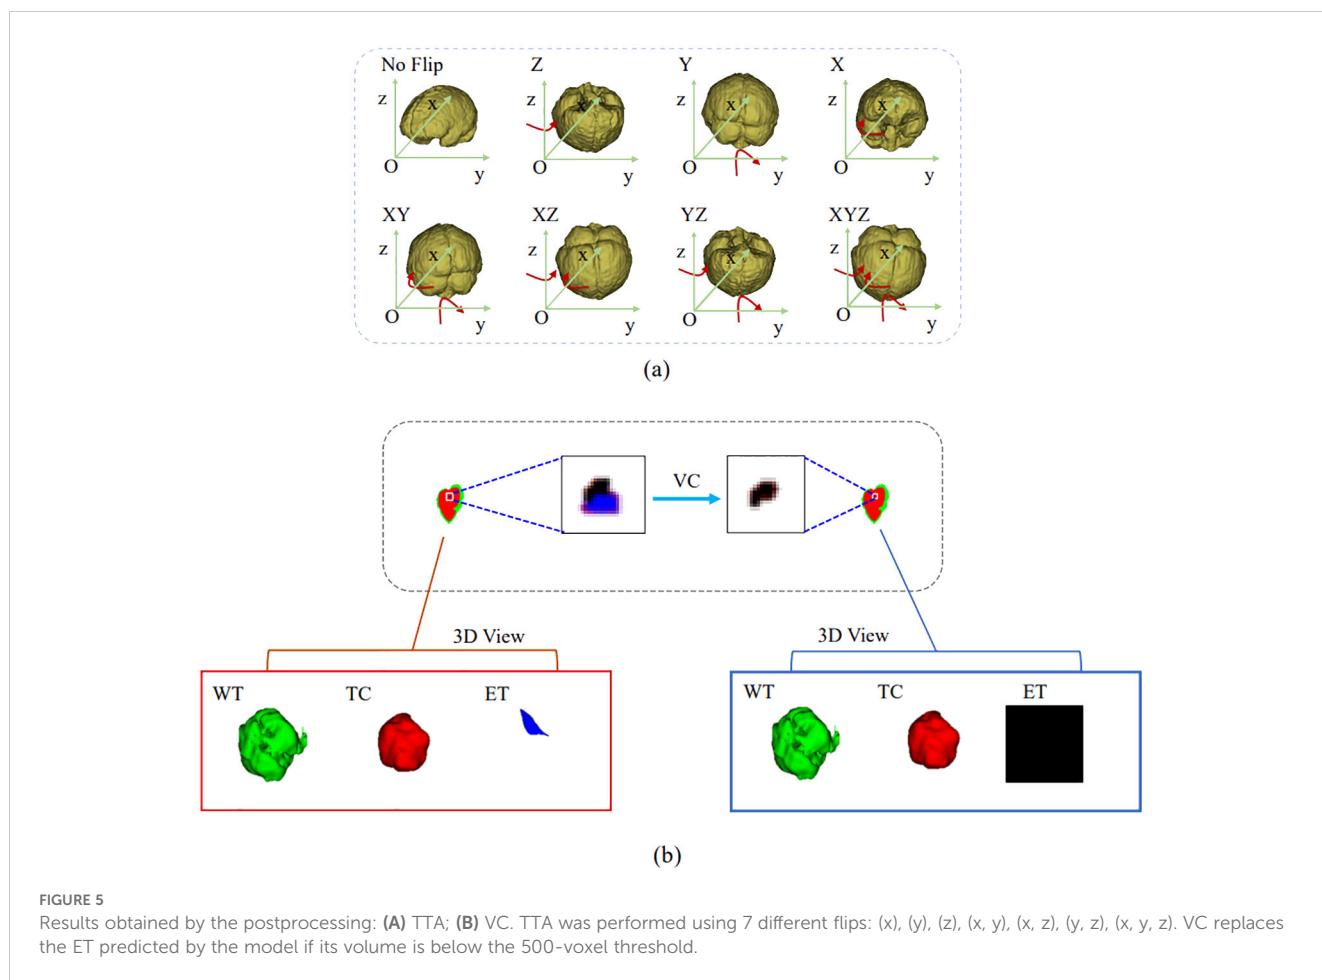 No Flip Z Y X
z x O y
z x O y
z x O y
z x O y
XY XZ YZ XYZ
z x O y
z x O y
z x O y
z x O y
(a)
VC
3D View 3D View
WT TC ET WT TC ET
(b)
FIGURE 5
Results obtained by the postprocessing: (A) TTA; (B) VC. TTA was performed using 7 different flips: (x), (y), (z), (x, y), (x, z), (y, z), (x, y, z). VC replaces
the ET predicted by the model if its volume is below the 500-voxel threshold.